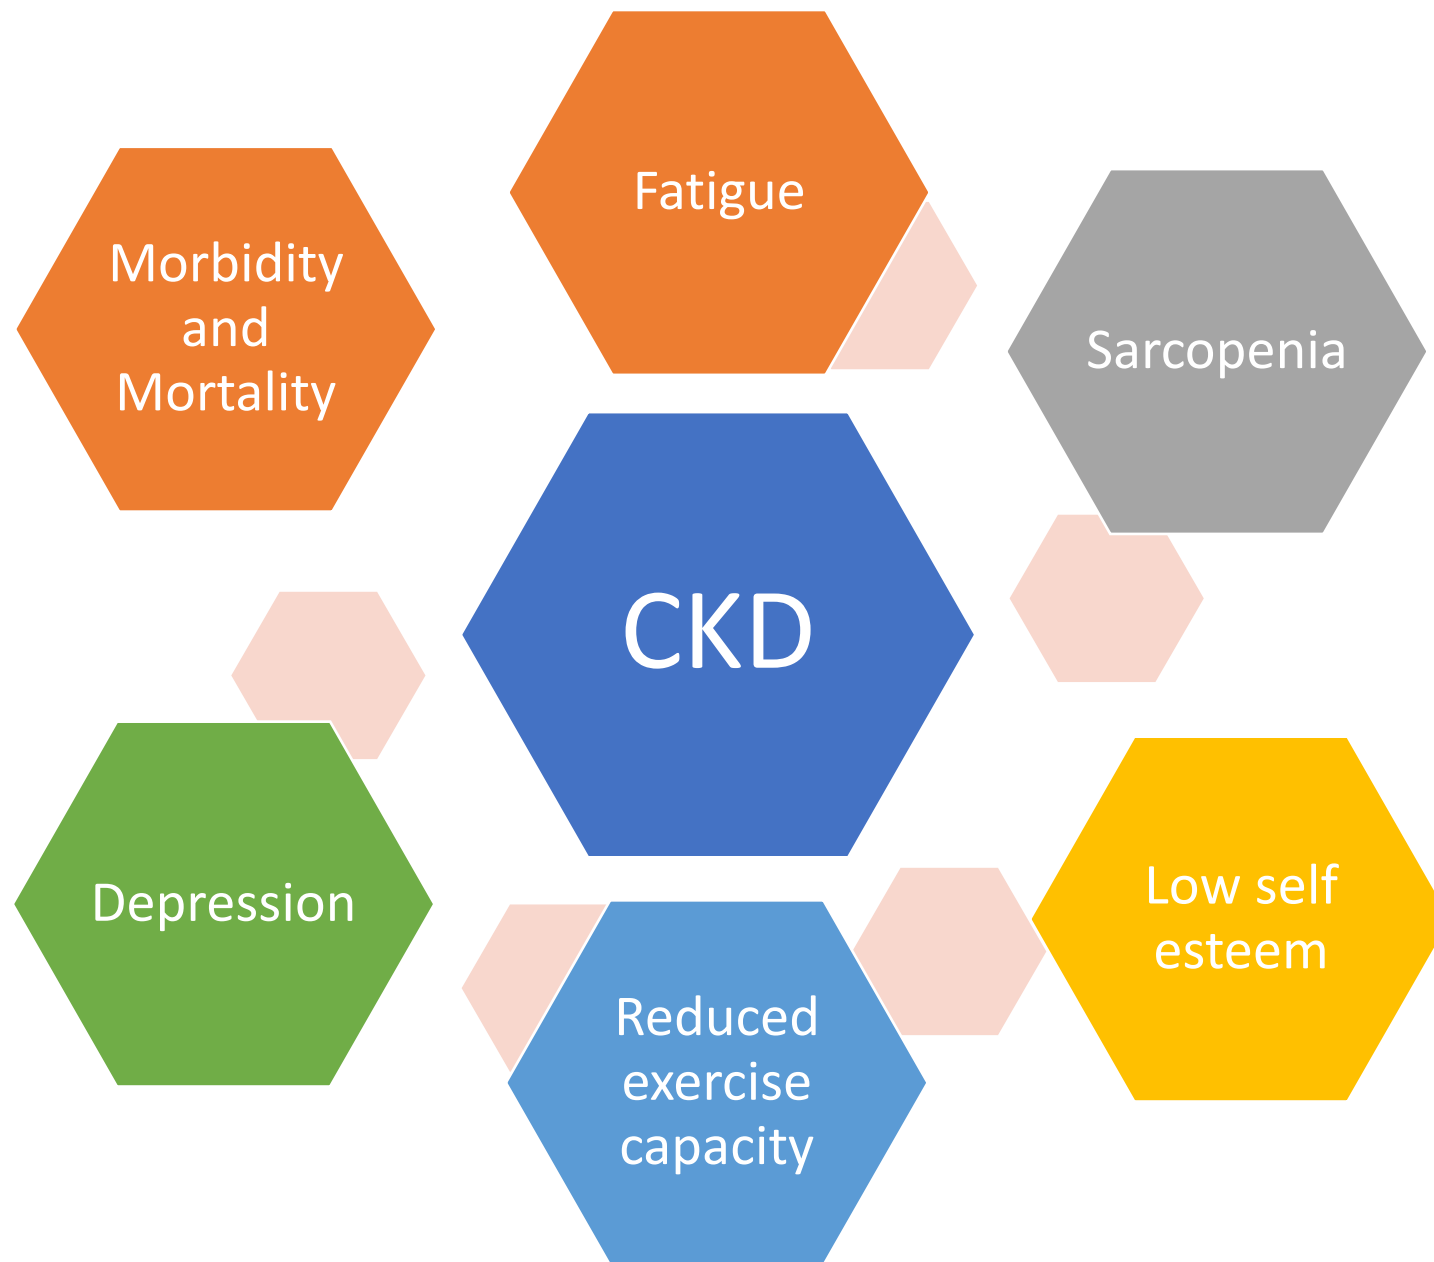 Fatigue
Morbidity
and
Mortality
Sarcopenia
CKD
Depression
Low self
esteem
Reduced
exercise
capacity